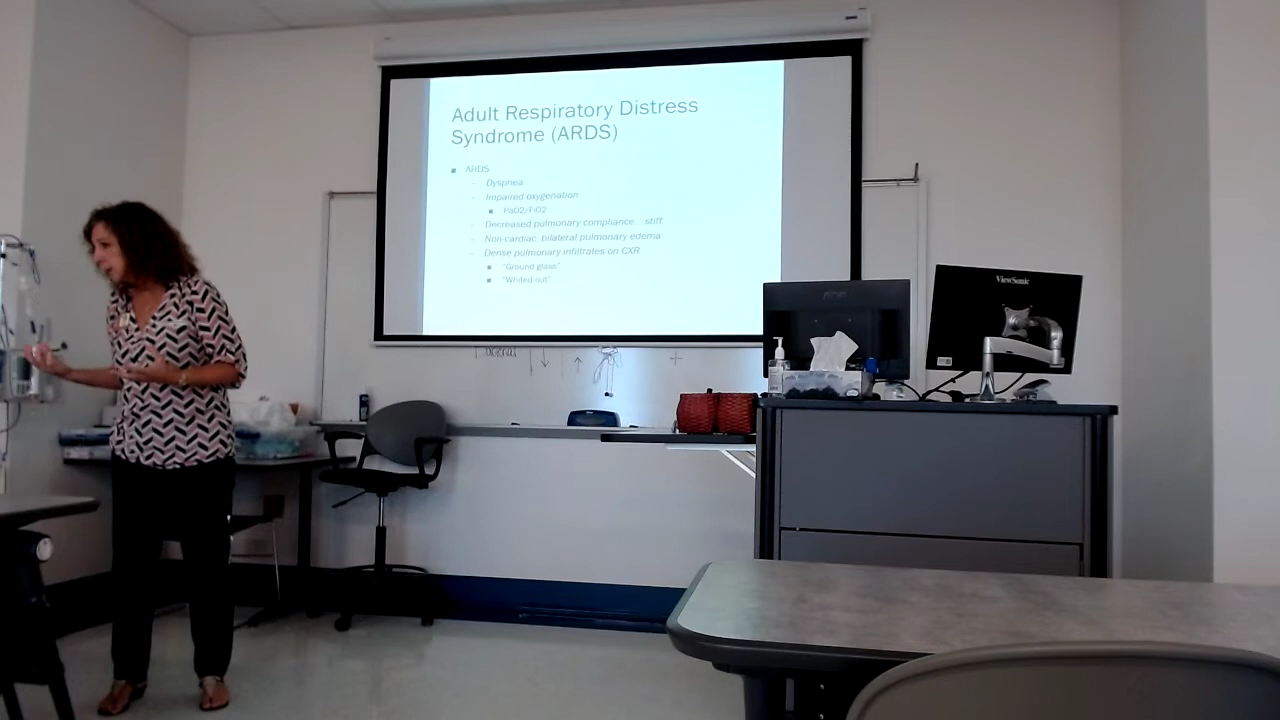 Adult Respiratory Distress
Syndrome (ARDS)
■ ARDS
- Dyspnea
- Impaired oxygenation
■ PaO2/FiO2
- Decreased pulmonary compliance: stiff
- Non-cardiac, bilateral pulmonary edema
- Dense pulmonary infiltrates on CXR
■ "Ground glass"
■ "Whited out"
ViewSonic